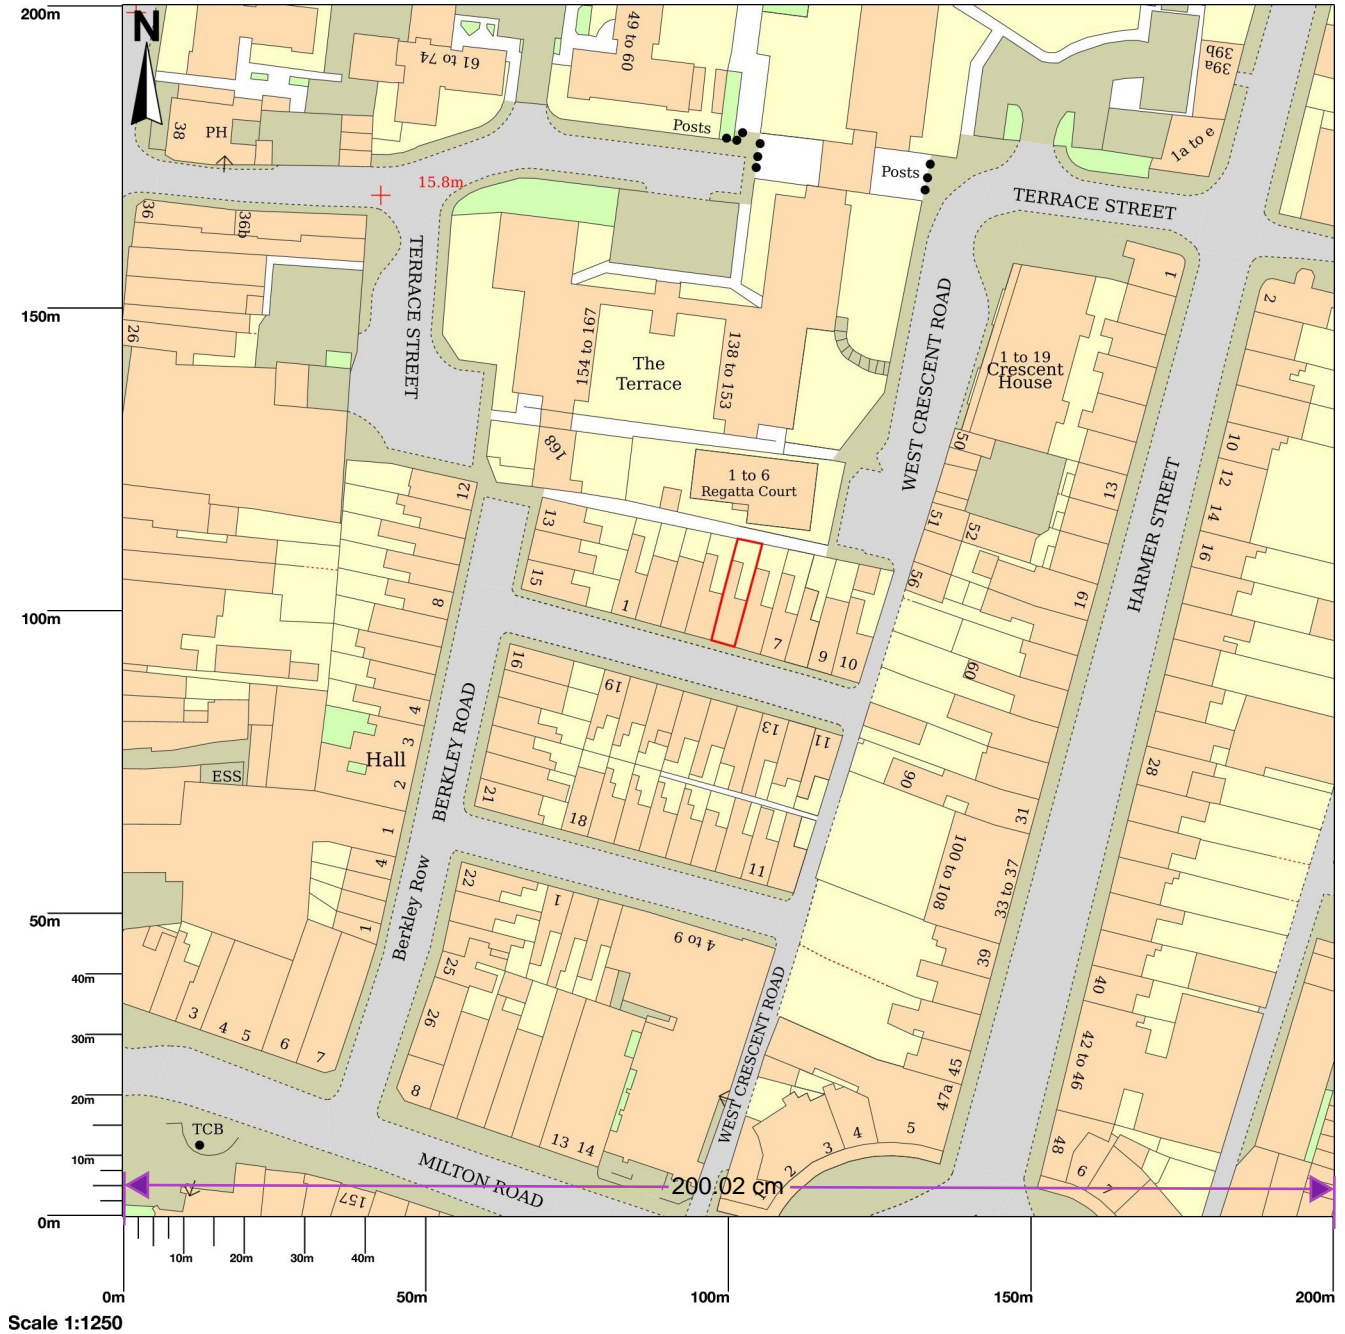 200m
N
49 to 60
61 to 74
39b
39a
38
PH
Posts
1a to e
15.8m
Posts
TERRACE STREET
36
36b
TERRACE STREET
WEST CRESCENT ROAD
1
2
150m
26
154 to 167
138 to 153
The
Terrace
1 to 19
Crescent
House
168
50
10
1 to 6
Regatta Court
12
12
13
13
51
52
14
HARMER STREET
16
15
1
8
56
19
100m
7
9
10
16
19
60
4
3
13
11
BERKLEY ROAD
Hall
ESS
2
28
90
21
18
1
31
11
4
100 to 108
33 to 37
Berkley Row
22
1
50m
1
4 to 9
39
25
40m
40
WEST CRESCENT ROAD
3
4
5
6
7
26
30m
42 to 46
45
47a
8
20m
TCB
13
14
5
4
3
2
48
6
7
10m
MILTON ROAD
200.02 cm
157
0m
10m
20m
30m
40m
0m
50m
100m
150m
200m
Scale 1:1250